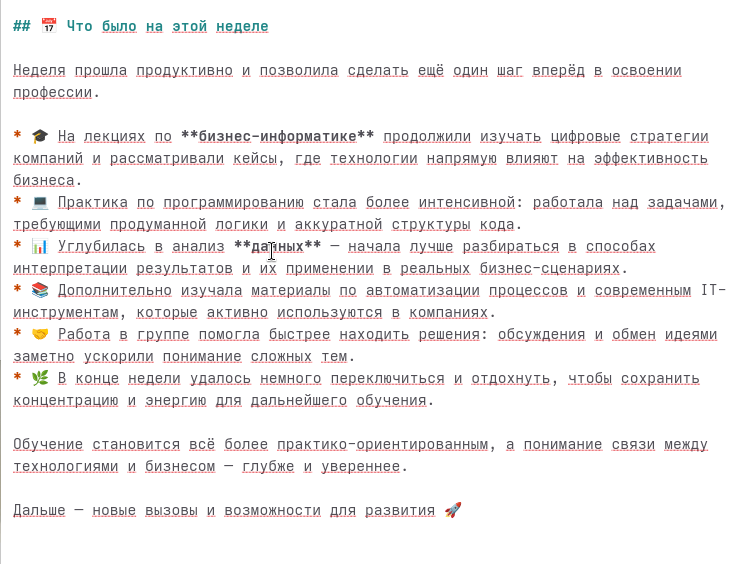 ## 📅 Что было на этой неделе
Неделя прошла продуктивно и позволила сделать ещё один шаг вперёд в освоении
профессии.
* 🎓 На лекциях по **бизнес-информатике** продолжили изучать цифровые стратегии
компаний и рассматривали кейсы, где технологии напрямую влияют на эффективность
бизнеса.
* 💻 Практика по программированию стала более интенсивной: работала над задачами,
требующими продуманной логики и аккуратной структуры кода.
* 📊 Углубилась в анализ **данных** — начала лучше разбираться в способах
интерпретации результатов и их применении в реальных бизнес-сценариях.
* 📚 Дополнительно изучала материалы по автоматизации процессов и современным IT-
инструментам, которые активно используются в компаниях.
* 🤝 Работа в группе помогла быстрее находить решения: обсуждения и обмен идеями
заметно ускорили понимание сложных тем.
* 🌿 В конце недели удалось немного переключиться и отдохнуть, чтобы сохранить
концентрацию и энергию для дальнейшего обучения.
Обучение становится всё более практико-ориентированным, а понимание связи между
технологиями и бизнесом — глубже и увереннее.
Дальше — новые вызовы и возможности для развития 🚀